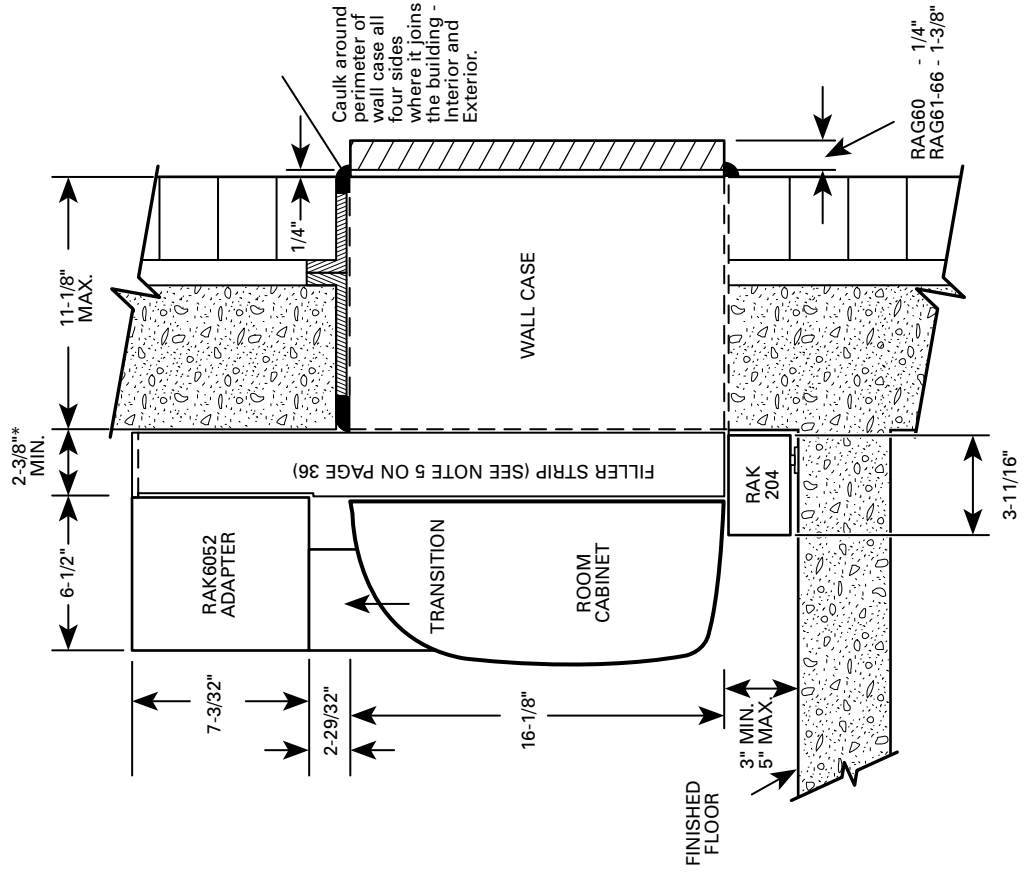 2-3/8"*
MIN.
11-1/8"
MAX.
6-1/2"
Caulk around
perimeter of
wall case all
four sides
where it joins
the building -
Interior and
Exterior.
1/4"
RAK6052
ADAPTER
7-3/32"
2-29/32"
TRANSITION
ROOM
CABINET
16-1/8"
FILLER STRIP (SEE NOTE 5 ON PAGE 36)
WALL CASE
RAG60 - 1/4"
RAG61-66 - 1-3/8"
RAK
204
3" MIN.
5" MAX.
3-11/16"
FINISHED
FLOOR